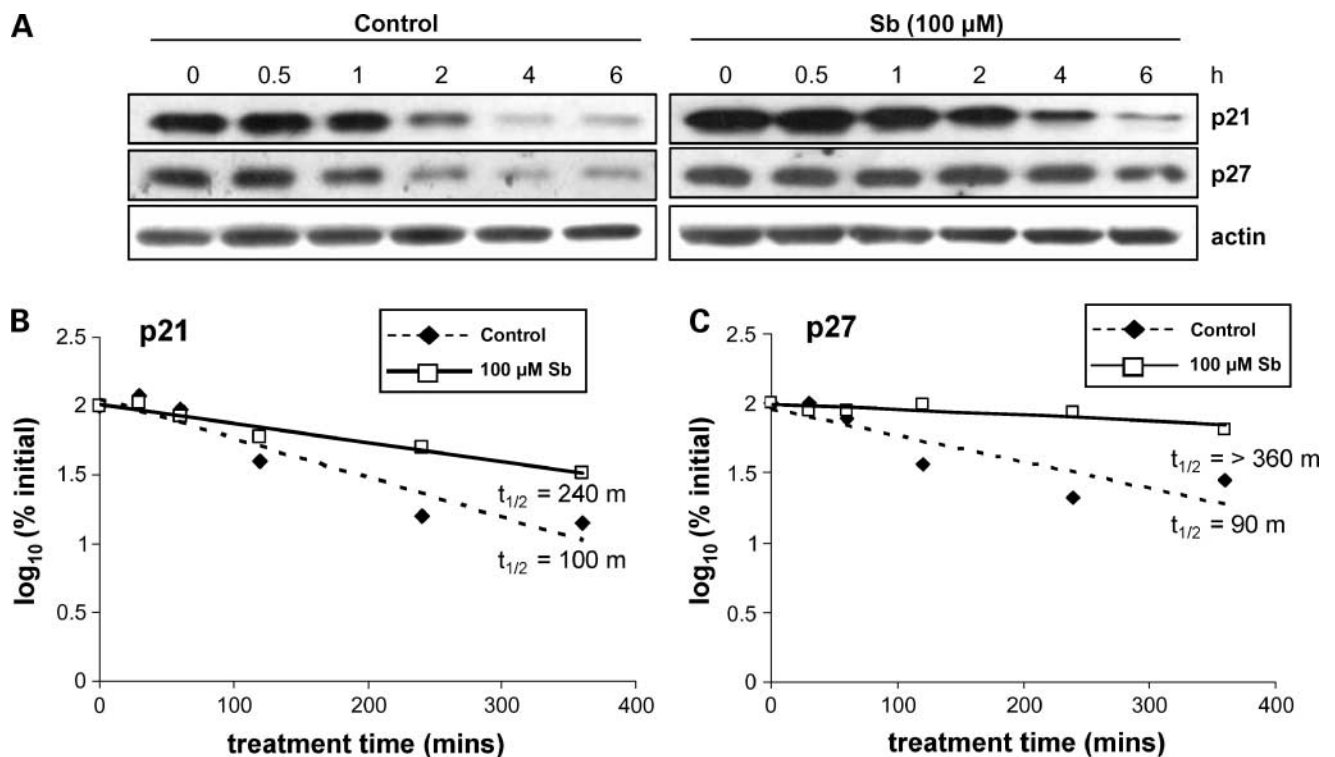 A
Control
Sb (100 µM)
0 0.5 1 2 4 6
0 0.5 1 2 4 6 h
p21
p27
actin
B
p21
Control
100 µM Sb
2.5
2
1.5
1
0.5
0
log10 (% initial)
t1/2 = 240 m
t1/2 = 100 m
0 100 200 300 400
treatment time (mins)
C
p27
Control
100 µM Sb
2.5
2
1.5
1
0.5
0
log10 (% initial)
t1/2 = > 360 m
t1/2 = 90 m
0 100 200 300 400
treatment time (mins)